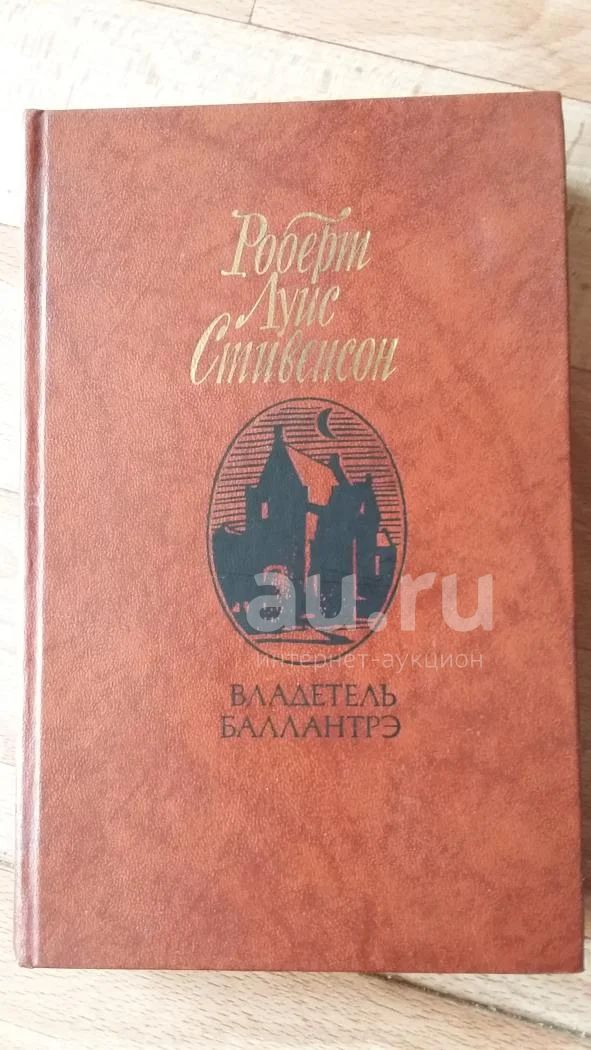 Роберт
Луис
Стивенсон
au.ru
интернет-аукцион
ВЛАДЕТЕЛЬ
БАЛЛАНТРЭ